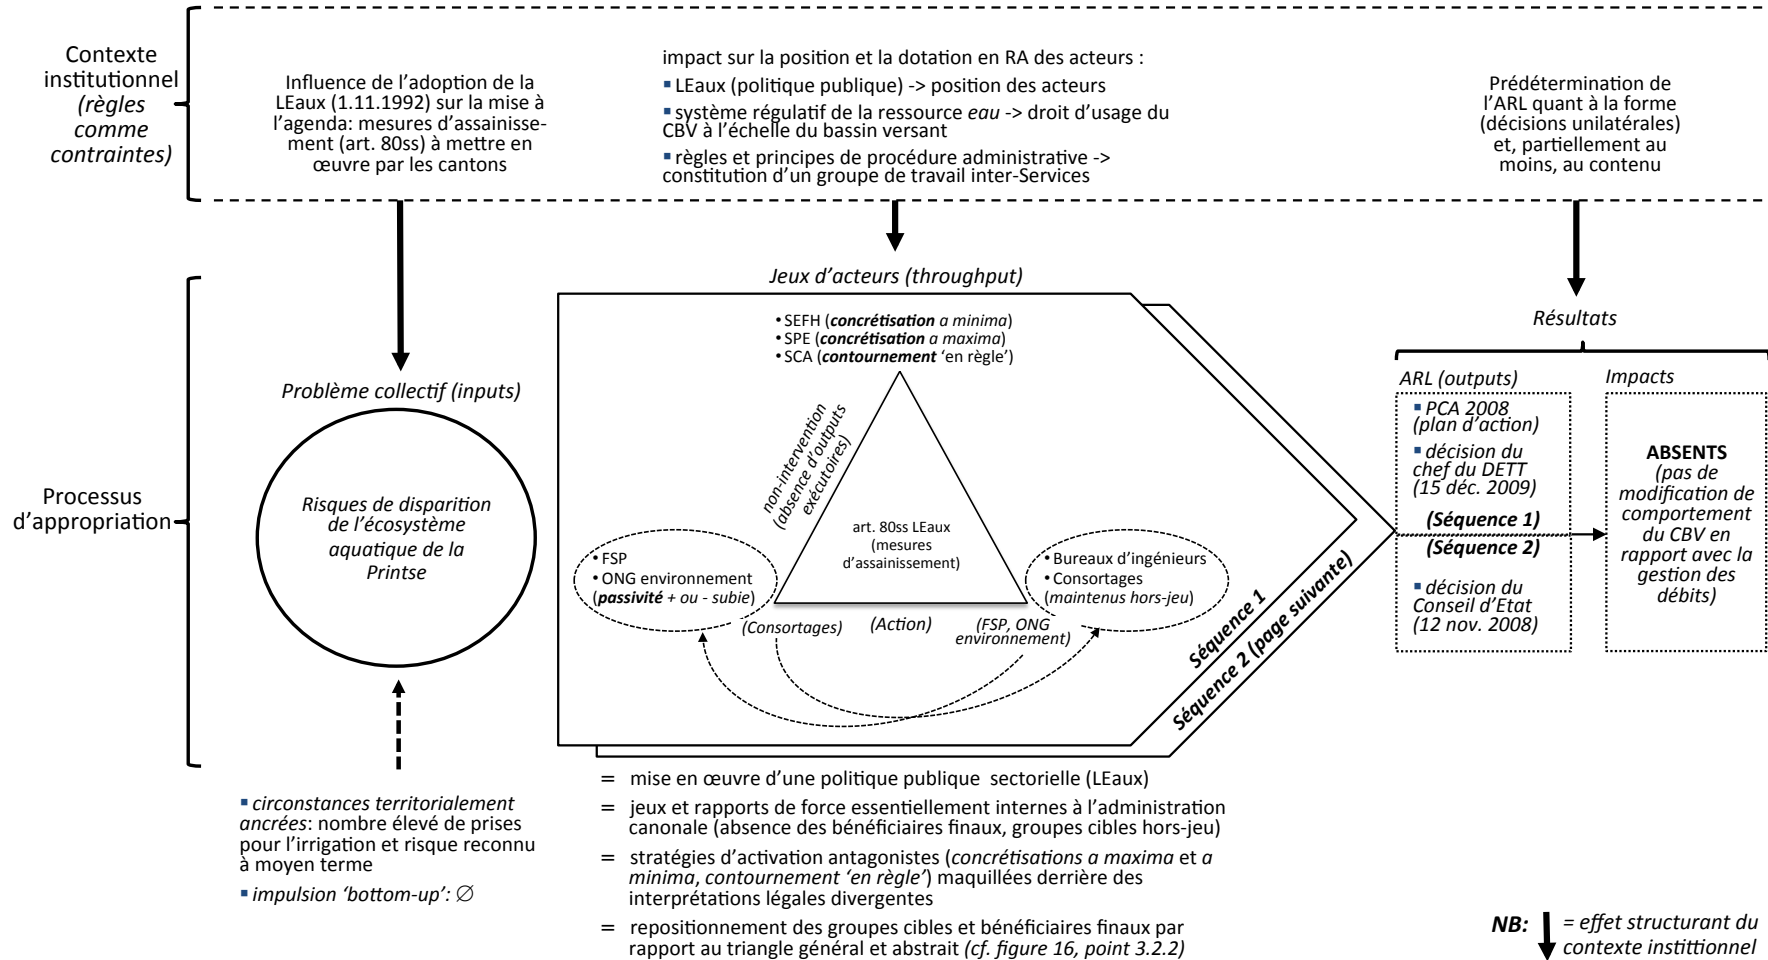 Contexte
institutionnel
(règles
comme
contraintes)
Influence de l'adoption de la
LEaux (1.11.1992) sur la mise à
l'agenda: mesures d'assainisse-
ment (art. 80ss) à mettre en
œuvre par les cantons
impact sur la position et la dotation en RA des acteurs :
▪ LEaux (politique publique) -> position des acteurs
▪ système régulatif de la ressource eau -> droit d'usage du
CBV à l'échelle du bassin versant
▪ règles et principes de procédure administrative ->
constitution d'un groupe de travail inter-Services
Prédétermination de
l'ARL quant à la forme
(décisions unilatérales)
et, partiellement au
moins, au contenu
Processus
d'appropriation
Problème collectif (inputs)
Risques de disparition
de l'écosystème
aquatique de la
Printse
▪ circonstances territorialement
ancrées: nombre élevé de prises
pour l'irrigation et risque reconnu
à moyen terme
▪ impulsion 'bottom-up': ∅
Jeux d'acteurs (throughput)
• SEFH (concrétisation a minima)
• SPE (concrétisation a maxima)
• SCA (contournement 'en règle')
non-intervention
(absence d'outputs
exécutoires)
art. 80ss LEaux
(mesures
d'assainissement)
• FSP
• ONG environnement
(passivité + ou - subie)
• Bureaux d'ingénieurs
• Consortages
(maintenus hors-jeu)
(Consortages)
(Action)
(FSP, ONG
environnement)
Séquence 1
Séquence 2 (page suivante)
= mise en œuvre d'une politique publique sectorielle (LEaux)
= jeux et rapports de force essentiellement internes à l'administration
canonale (absence des bénéficiaires finaux, groupes cibles hors-jeu)
= stratégies d'activation antagonistes (concrétisations a maxima et a
minima, contournement 'en règle') maquillées derrière des
interprétations légales divergentes
= repositionnement des groupes cibles et bénéficiaires finaux par
rapport au triangle général et abstrait (cf. figure 16, point 3.2.2)
Résultats
ARL (outputs)
▪ PCA 2008
(plan d'action)
▪ décision du
chef du DETT
(15 déc. 2009)
(Séquence 1)
(Séquence 2)
▪ décision du
Conseil d'Etat
(12 nov. 2008)
Impacts
ABSENTS
(pas de
modification de
comportement
du CBV en
rapport avec la
gestion des
débits)
NB:
= effet structurant du
contexte instittionnel